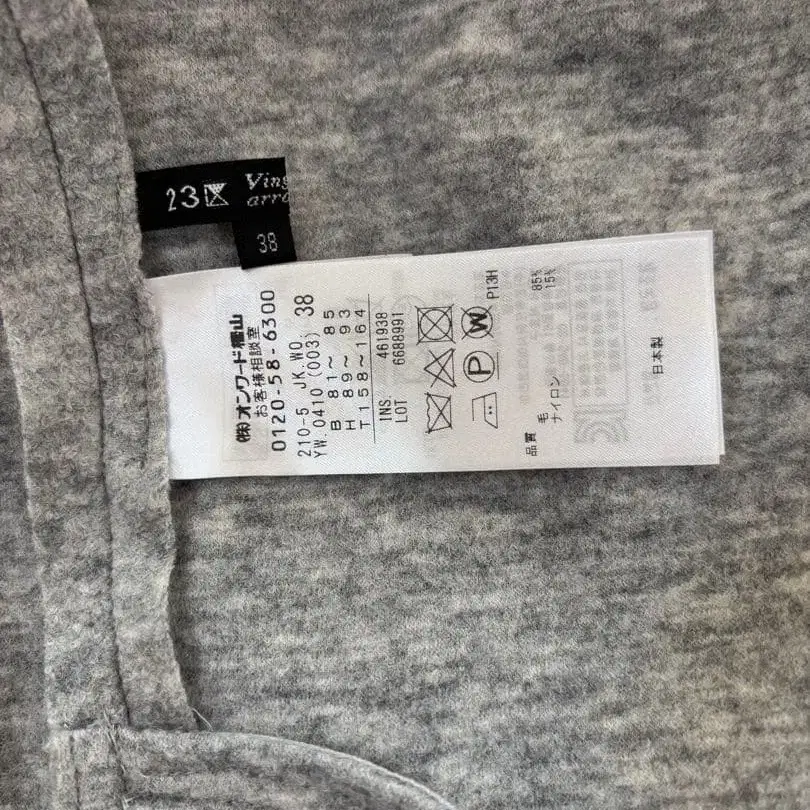 23区
38
(株)オンワード樫山
お客様相談室
0120-58-6300
210-5 JK.WO.
YW.0410 (003) 38
B 81～ 85
H 89～ 93
T158～164
INS. 461938
LOT 6688991
W
P
P13H
品質 毛 85%
ナイロン 15%
日本製